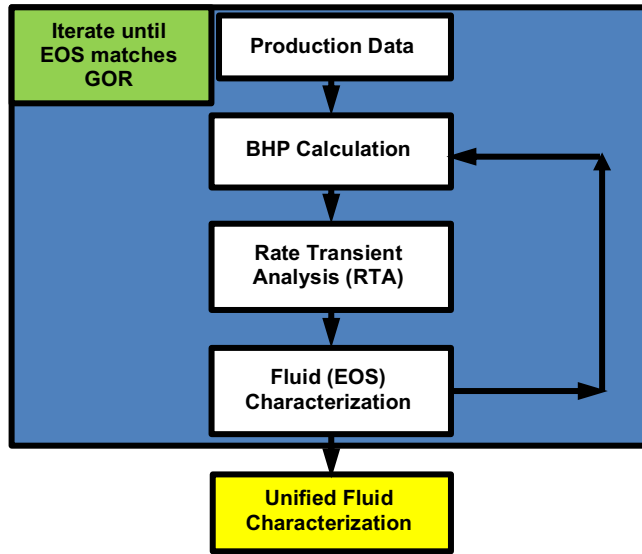 Iterate until
EOS matches
GOR
Production Data
BHP Calculation
Rate Transient
Analysis (RTA)
Fluid (EOS)
Characterization
Unified Fluid
Characterization